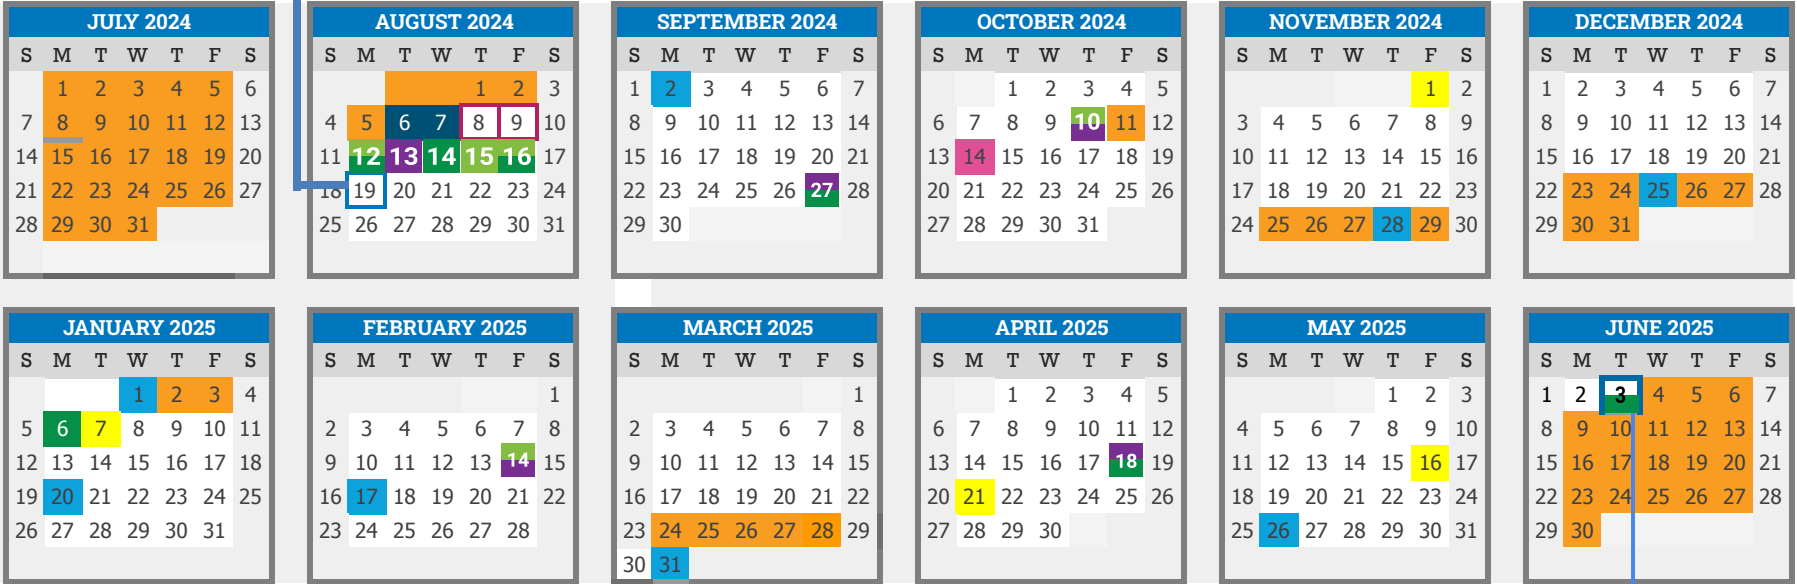 JULY 2024
S M T W T F S
1 2 3 4 5 6
7 8 9 10 11 12 13
14 15 16 17 18 19 20
21 22 23 24 25 26 27
28 29 30 31
AUGUST 2024
S M T W T F S
1 2 3
4 5 6 7 8 9 10
11 12 13 14 15 16 17
18 19 20 21 22 23 24
25 26 27 28 29 30 31
SEPTEMBER 2024
S M T W T F S
1 2 3 4 5 6 7
8 9 10 11 12 13 14
15 16 17 18 19 20 21
22 23 24 25 26 27 28
29 30
OCTOBER 2024
S M T W T F S
1 2 3 4 5
6 7 8 9 10 11 12
13 14 15 16 17 18 19
20 21 22 23 24 25 26
27 28 29 30 31
NOVEMBER 2024
S M T W T F S
1 2
3 4 5 6 7 8 9
10 11 12 13 14 15 16
17 18 19 20 21 22 23
24 25 26 27 28 29 30
DECEMBER 2024
S M T W T F S
1 2 3 4 5 6 7
8 9 10 11 12 13 14
15 16 17 18 19 20 21
22 23 24 25 26 27 28
29 30 31
JANUARY 2025
S M T W T F S
1 2 3 4
5 6 7 8 9 10 11
12 13 14 15 16 17 18
19 20 21 22 23 24 25
26 27 28 29 30 31
FEBRUARY 2025
S M T W T F S
1
2 3 4 5 6 7 8
9 10 11 12 13 14 15
16 17 18 19 20 21 22
23 24 25 26 27 28
MARCH 2025
S M T W T F S
1
2 3 4 5 6 7 8
9 10 11 12 13 14 15
16 17 18 19 20 21 22
23 24 25 26 27 28 29
30 31
APRIL 2025
S M T W T F S
1 2 3 4 5
6 7 8 9 10 11 12
13 14 15 16 17 18 19
20 21 22 23 24 25 26
27 28 29 30
MAY 2025
S M T W T F S
1 2 3
4 5 6 7 8 9 10
11 12 13 14 15 16 17
18 19 20 21 22 23 24
25 26 27 28 29 30 31
JUNE 2025
S M T W T F S
1 2 3 4 5 6 7
8 9 10 11 12 13 14
15 16 17 18 19 20 21
22 23 24 25 26 27 28
29 30